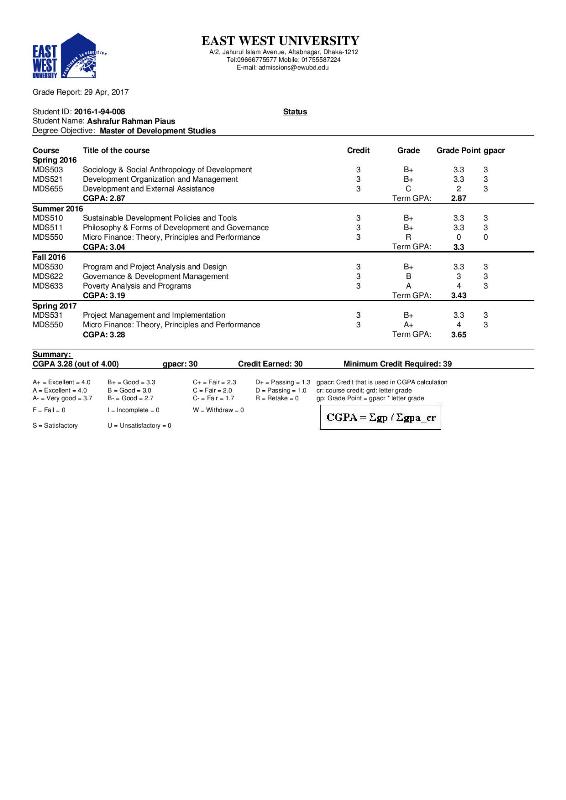 EAST WEST UNIVERSITY
A/2, Jahurul Islam Avenue, Aftabnagar, Dhaka-1212
Tel:09666775577 Mobile: 01755587224
E-mail: admissions@ewubd.edu
EAST
WEST
UNIVERSITY
Grade Report: 29 Apr, 2017
Student ID: 2016-1-94-008 Status
Student Name: Ashrafur Rahman Piaus
Degree Objective: Master of Development Studies
Course Title of the course Credit Grade Grade Point gpacr
Spring 2016
MDS503 Sociology & Social Anthropology of Development 3 B+ 3.3 3
MDS521 Development Organization and Management 3 B+ 3.3 3
MDS655 Development and External Assistance 3 C 2 3
CGPA: 2.87 Term GPA: 2.87
Summer 2016
MDS510 Sustainable Development Policies and Tools 3 B+ 3.3 3
MDS511 Philosophy & Forms of Development and Governance 3 B+ 3.3 3
MDS550 Micro Finance: Theory, Principles and Performance 3 R 0 0
CGPA: 3.04 Term GPA: 3.3
Fall 2016
MDS530 Program and Project Analysis and Design 3 B+ 3.3 3
MDS622 Governance & Development Management 3 B 3 3
MDS633 Poverty Analysis and Programs 3 A 4 3
CGPA: 3.19 Term GPA: 3.43
Spring 2017
MDS531 Project Management and Implementation 3 B+ 3.3 3
MDS550 Micro Finance: Theory, Principles and Performance 3 A+ 4 3
CGPA: 3.28 Term GPA: 3.65
Summary:
CGPA 3.28 (out of 4.00) gpacr: 30 Credit Earned: 30 Minimum Credit Required: 39
A+ = Excellent = 4.0 B+ = Good = 3.3 C+ = Fair = 2.3 D+ = Passing = 1.3 gpacr: Credit that is used in CGPA calculation
A = Excellent = 4.0 B = Good = 3.0 C = Fair = 2.0 D = Passing = 1.0 cr: course credit; grd: letter grade
A- = Very good = 3.7 B- = Good = 2.7 C- = Fair = 1.7 R = Retake = 0 gp: Grade Point = gpacr * letter grade
F = Fail = 0 I = Incomplete = 0 W = Withdraw = 0
CGPA = Σgp / Σgpa_cr
S = Satisfactory U = Unsatisfactory = 0